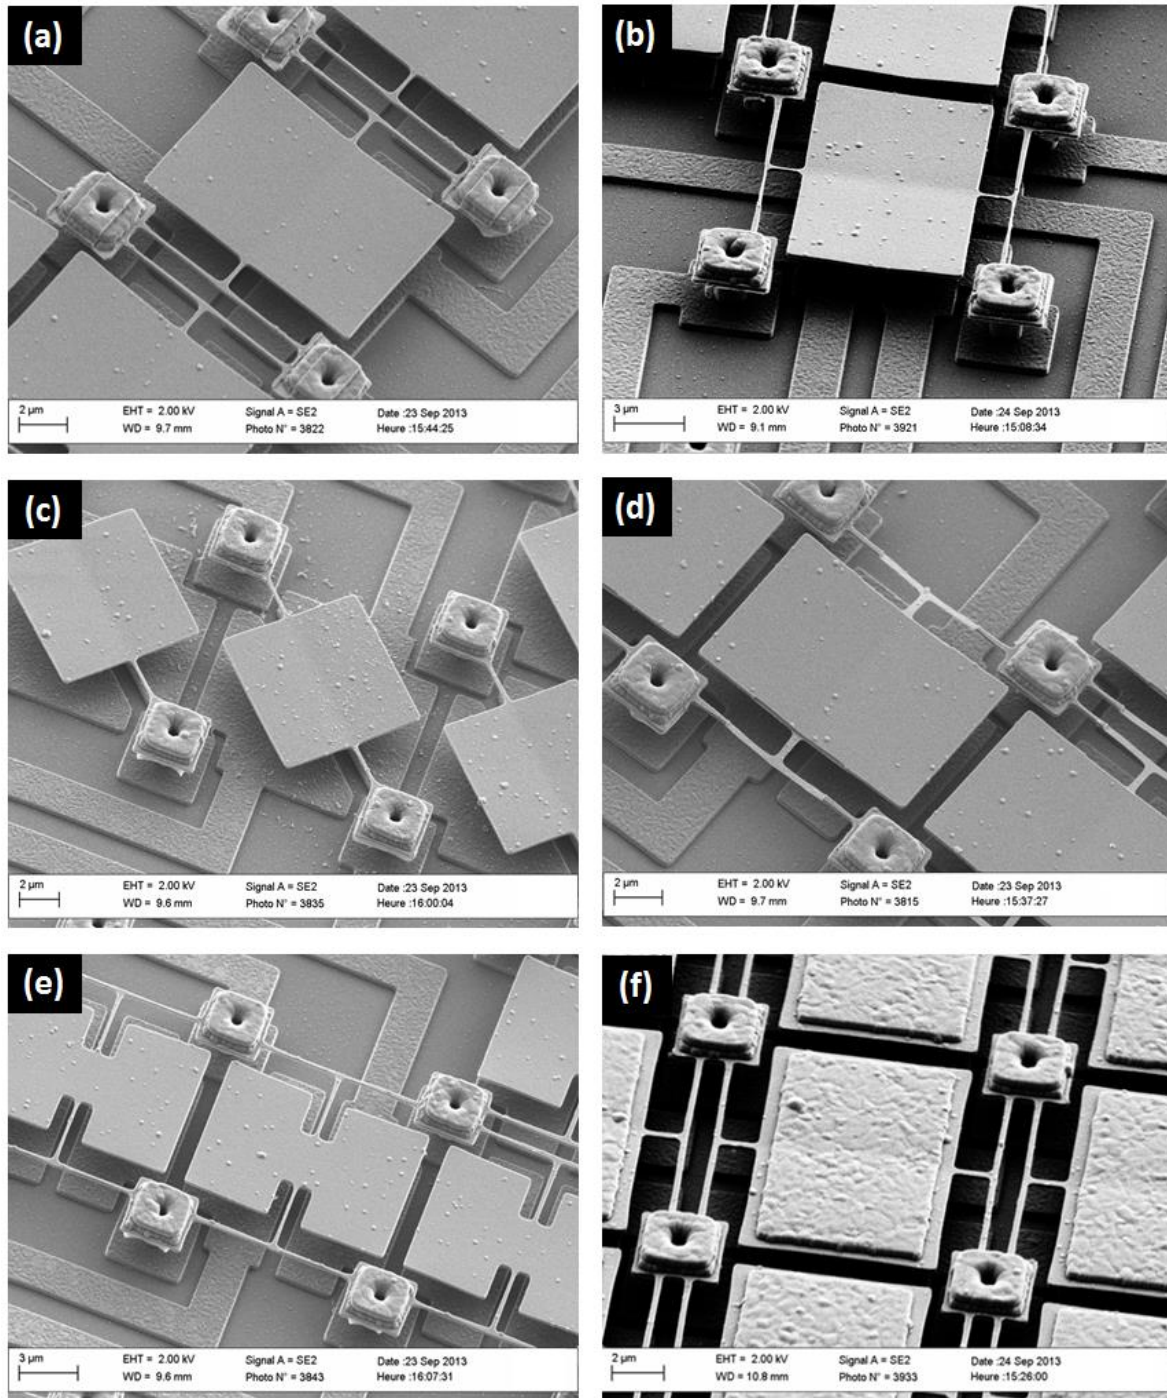 (a)
2 µm
EHT = 2.00 kV
Signal A = SE2
Date :23 Sep 2013
WD = 9.7 mm
Photo N° = 3822
Heure :15:44:25
(b)
3 µm
EHT = 2.00 kV
Signal A = SE2
Date :24 Sep 2013
WD = 9.1 mm
Photo N° = 3921
Heure :15:08:34
(c)
2 µm
EHT = 2.00 kV
Signal A = SE2
Date :23 Sep 2013
WD = 9.6 mm
Photo N° = 3835
Heure :16:00:04
(d)
2 µm
EHT = 2.00 kV
Signal A = SE2
Date :23 Sep 2013
WD = 9.7 mm
Photo N° = 3815
Heure :15:37:27
(e)
3 µm
EHT = 2.00 kV
Signal A = SE2
Date :23 Sep 2013
WD = 9.6 mm
Photo N° = 3843
Heure :16:07:31
(f)
2 µm
EHT = 2.00 kV
Signal A = SE2
Date :24 Sep 2013
WD = 10.8 mm
Photo N° = 3933
Heure :15:26:00